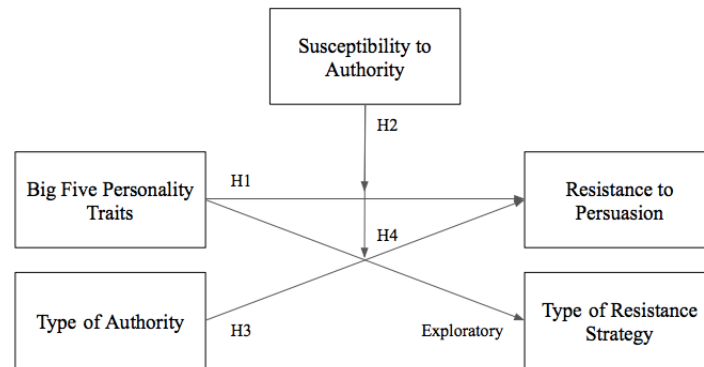 Susceptibility to
Authority
H2
Big Five Personality
Traits
H1
Resistance to
Persuasion
H4
Type of Authority
H3
Exploratory
Type of Resistance
Strategy